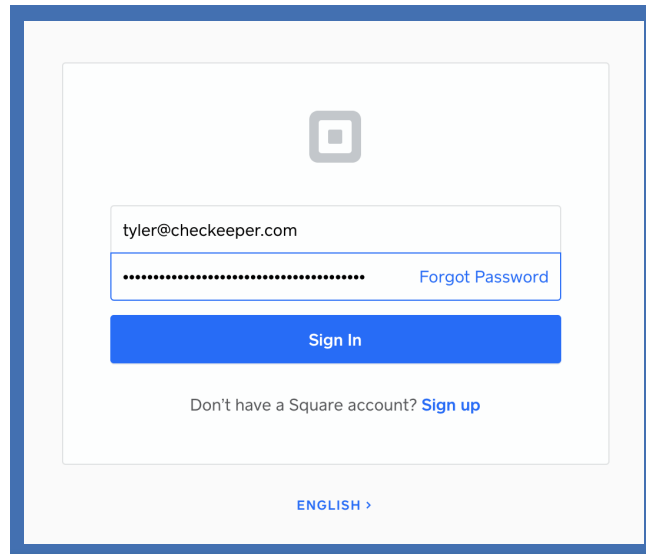 tyler@checkeeper.com
•••••••••••••••••••••••••••••••••••••••• Forgot Password
Sign In
Don't have a Square account? Sign up
ENGLISH >